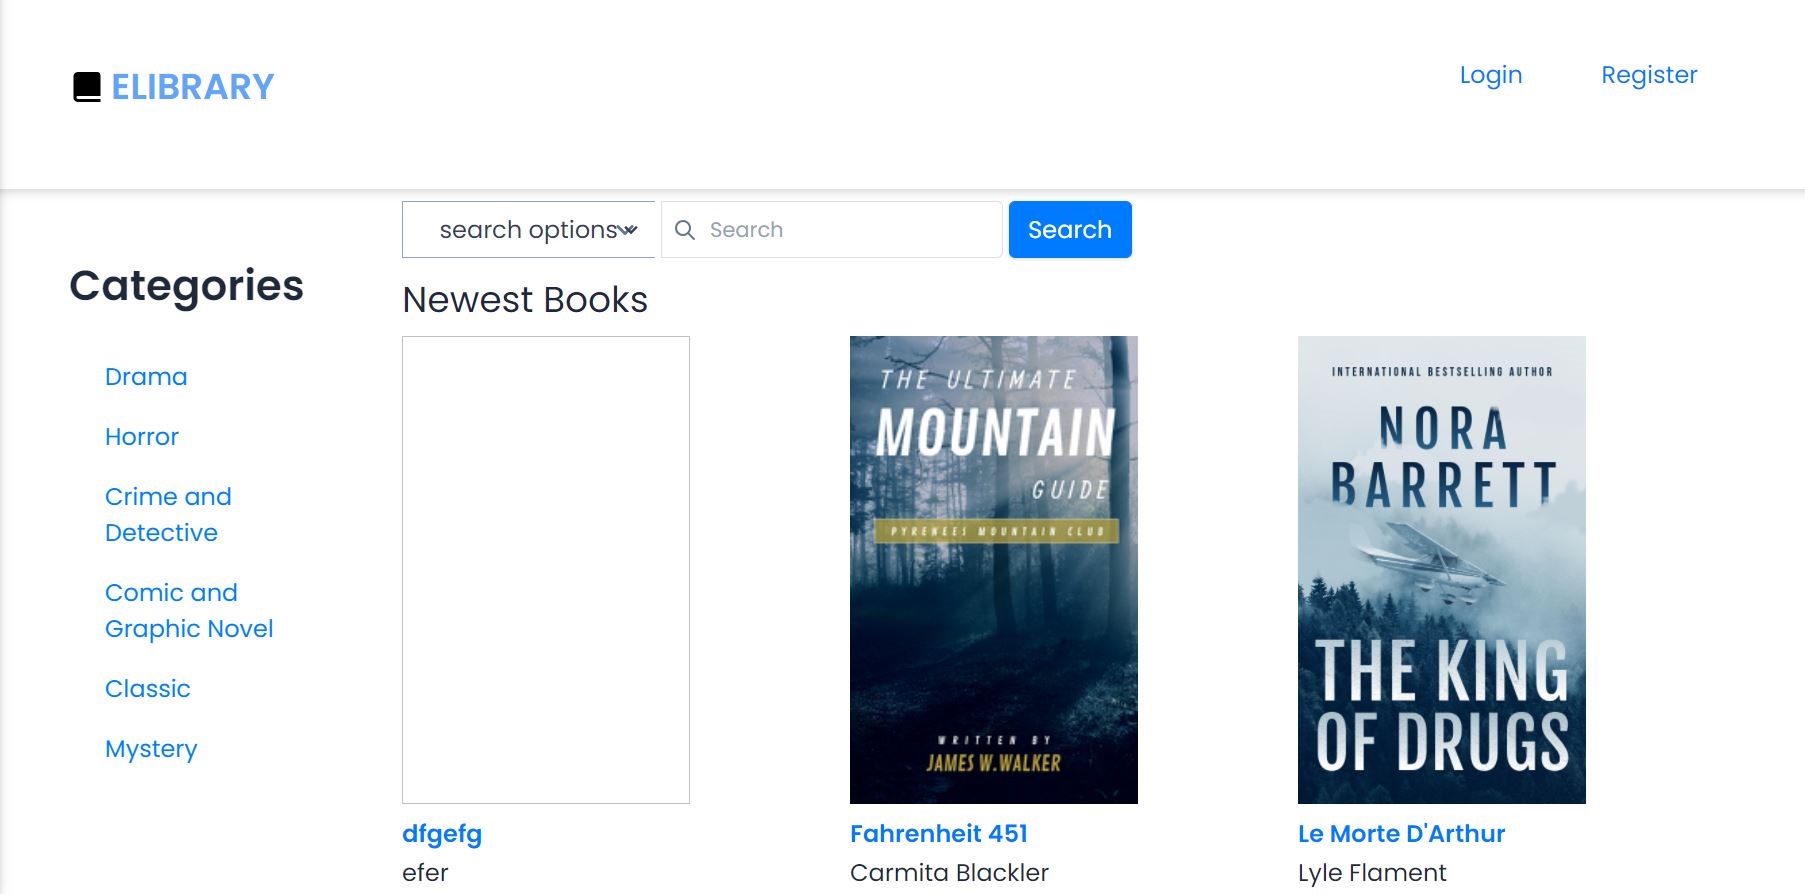 ELIBRARY
Login
Register
search options
Search
Search
Categories
Drama
Horror
Crime and
Detective
Comic and
Graphic Novel
Classic
Mystery
Newest Books
dfgefg
efer
THE ULTIMATE
MOUNTAIN
GUIDE
PYRENEES MOUNTAIN CLUB
WRITTEN BY
JAMES W.WALKER
Fahrenheit 451
Carmita Blackler
INTERNATIONAL BESTSELLING AUTHOR
NORA
BARRETT
THE KING
OF DRUGS
Le Morte D'Arthur
Lyle Flament